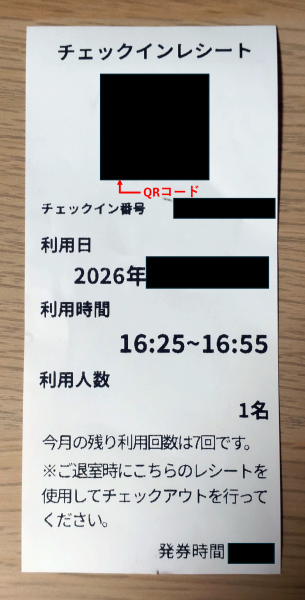 チェックインレシート
QRコード
チェックイン番号
利用日
2026年
利用時間
16:25~16:55
利用人数
1名
今月の残り利用回数は7回です。
※ご退室時にこちらのレシートを
使用してチェックアウトを行って
ください。
発券時間